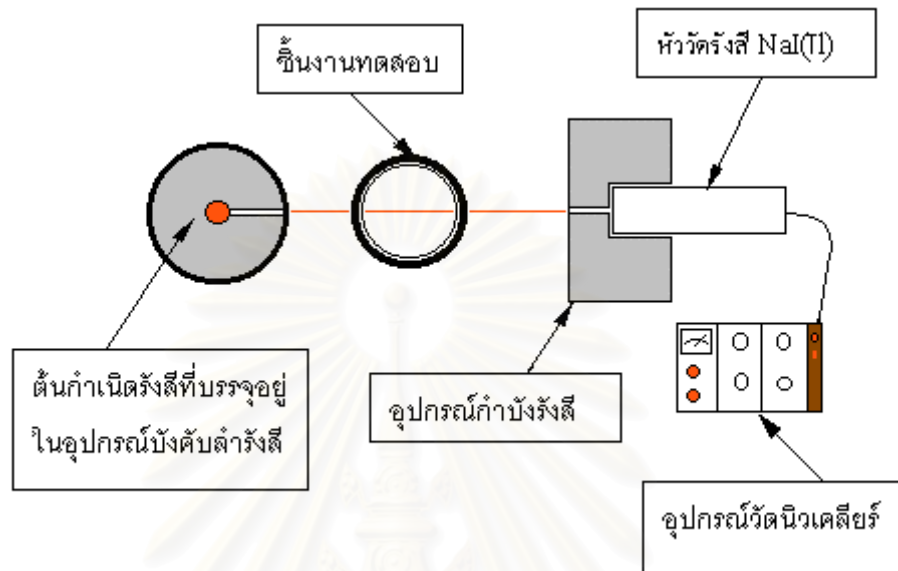 ชิ้นงานทดสอบ
หัววัดรังสี NaI(Tl)
ต้นกำเนิดรังสีที่บรรจุอยู่
ในอุปกรณ์บังคับลำรังสี
อุปกรณ์กำบังรังสี
อุปกรณ์วัดนิวเคลียร์